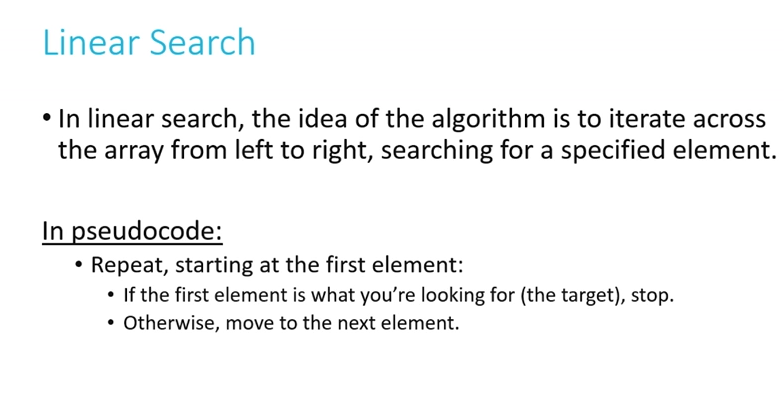 Linear Search
• In linear search, the idea of the algorithm is to iterate across
the array from left to right, searching for a specified element.
In pseudocode:
• Repeat, starting at the first element:
• If the first element is what you’re looking for (the target), stop.
• Otherwise, move to the next element.